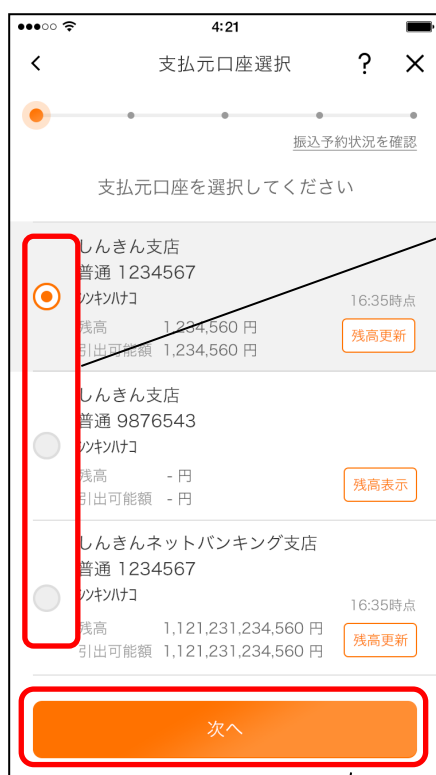 4:21
支払元口座選択 ?
振込予約状況を確認
支払元口座を選択してください
しんきん支店
普通 1234567
ｼﾝｷﾝﾊﾅｺ
16:35時点
残高 1,234,560 円
引出可能額 1,234,560 円
残高更新
しんきん支店
普通 9876543
ｼﾝｷﾝﾊﾅｺ
残高 - 円
引出可能額 - 円
残高表示
しんきんネットバンキング支店
普通 1234567
ｼﾝｷﾝﾊﾅｺ
16:35時点
残高 1,121,231,234,560 円
引出可能額 1,121,231,234,560 円
残高更新
次へ